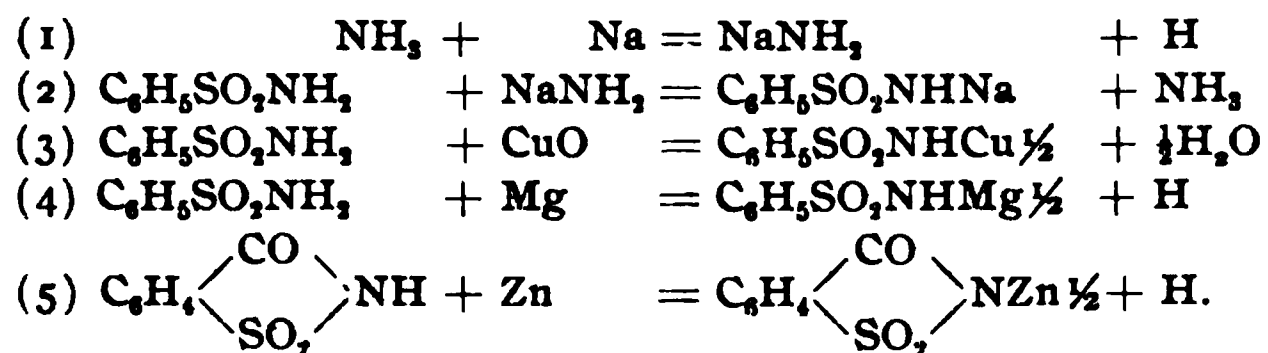 (1) NH₃ + Na = NaNH₂ + H
(2) C₆H₅SO₂NH₂ + NaNH₂ = C₆H₅SO₂NHNa + NH₃
(3) C₆H₅SO₂NH₂ + CuO = C₆H₅SO₂NHCu½ + ½H₂O
(4) C₆H₅SO₂NH₂ + Mg = C₆H₅SO₂NHMg½ + H
CO CO
(5) C₆H₄ NH + Zn = C₆H₄ NZn½ + H.
SO₂ SO₂